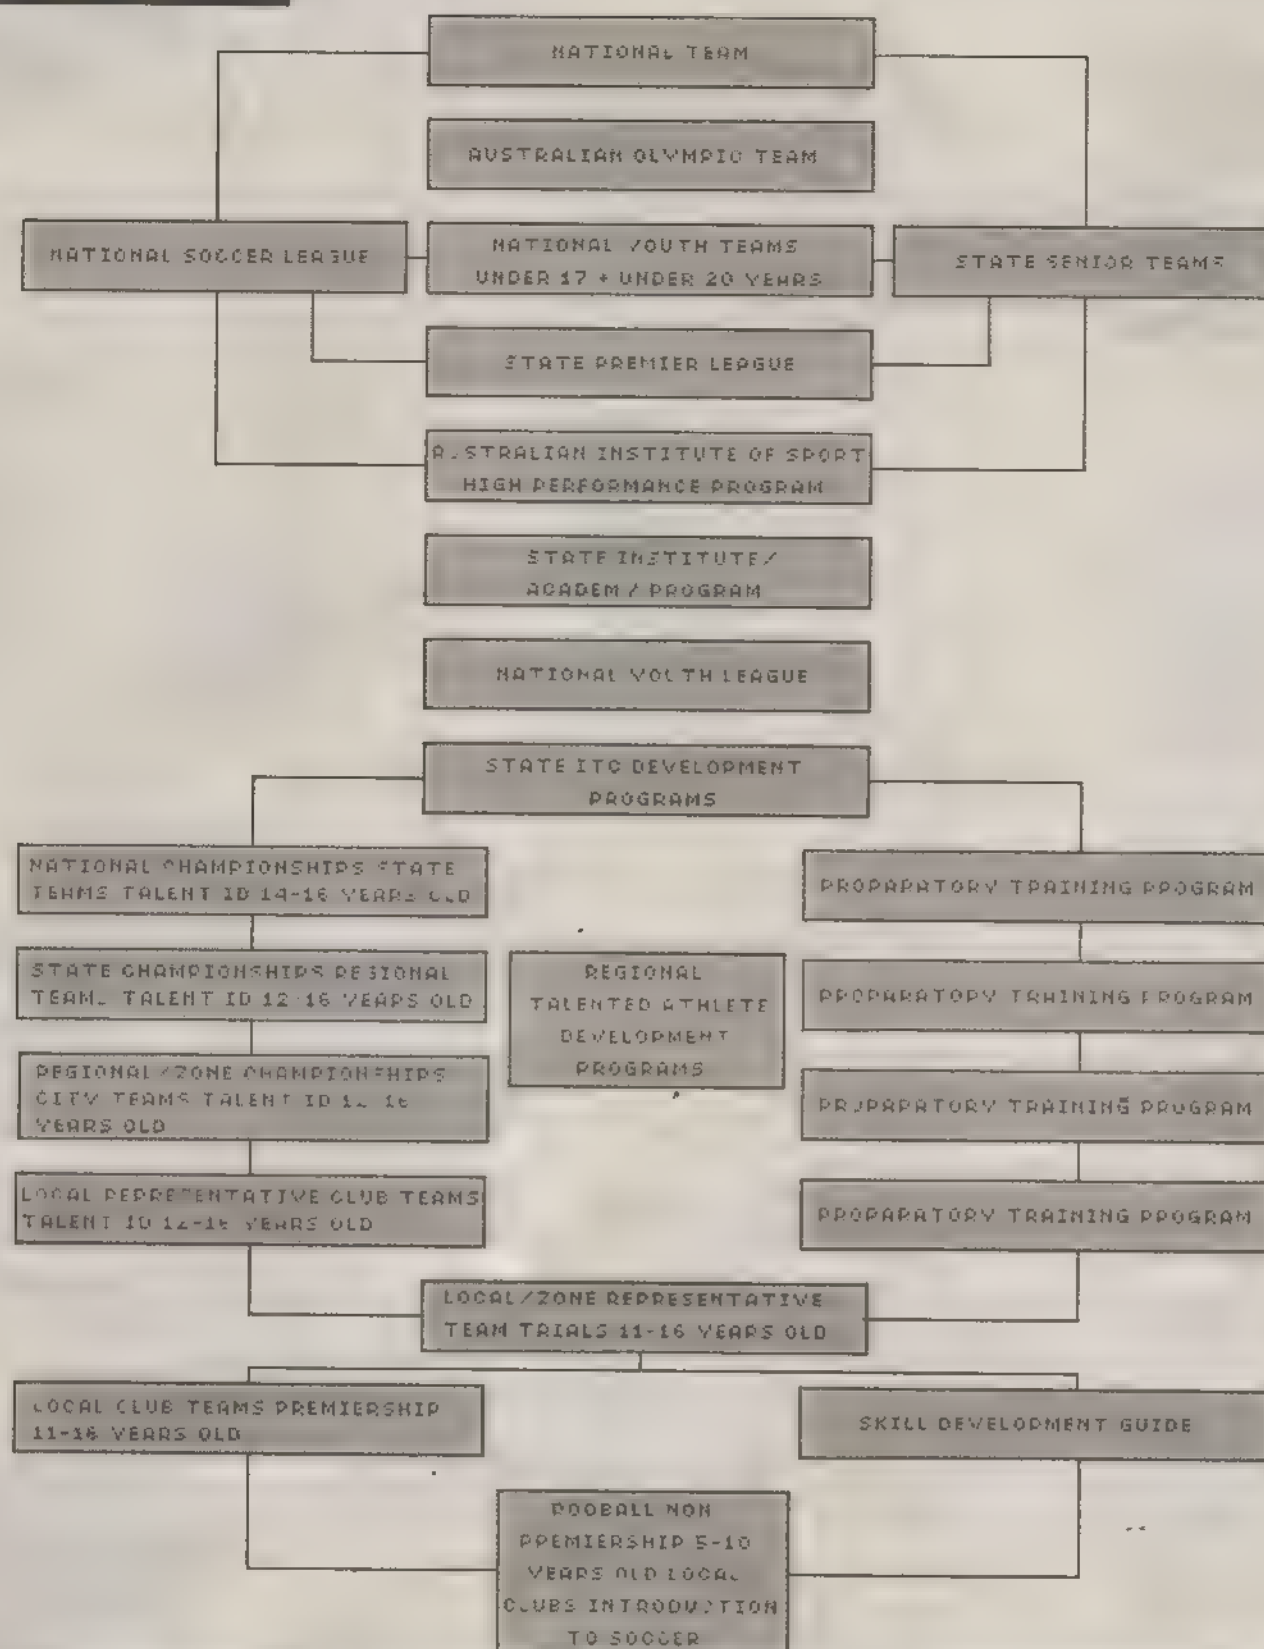 NATIONAL TEAM
AUSTRALIAN OLYMPIC TEAM
NATIONAL SOCCER LEAGUE
NATIONAL YOUTH TEAMS
UNDER 17 + UNDER 20 YEARS
STATE SENIOR TEAMS
STATE PREMIER LEAGUE
AUSTRALIAN INSTITUTE OF SPORT
HIGH PERFORMANCE PROGRAM
STATE INSTITUTE/
ACADEMY PROGRAM
NATIONAL YOUTH LEAGUE
STATE ITC DEVELOPMENT
PROGRAMS
NATIONAL CHAMPIONSHIPS STATE
TEAMS TALENT ID 14-16 YEARS OLD
PROPARATORY TRAINING PROGRAM
STATE CHAMPIONSHIPS REGIONAL
TEAMS TALENT ID 12-16 YEARS OLD
REGIONAL
TALENTED ATHLETE
DEVELOPMENT
PROGRAMS
PROPARATORY TRAINING PROGRAM
REGIONAL/ZONE CHAMPIONSHIPS
CITY TEAMS TALENT ID 12-16
YEARS OLD
PROPARATORY TRAINING PROGRAM
LOCAL REPRESENTATIVE CLUB TEAMS
TALENT ID 12-16 YEARS OLD
PROPARATORY TRAINING PROGRAM
LOCAL/ZONE REPRESENTATIVE
TEAM TRIALS 11-16 YEARS OLD
LOCAL CLUB TEAMS PREMIERSHIP
11-16 YEARS OLD
SKILL DEVELOPMENT GUIDE
ROOBALL NON
PREMIERSHIP 5-10
YEARS OLD LOCAL
CLUBS INTRODUCTION
TO SOCCER